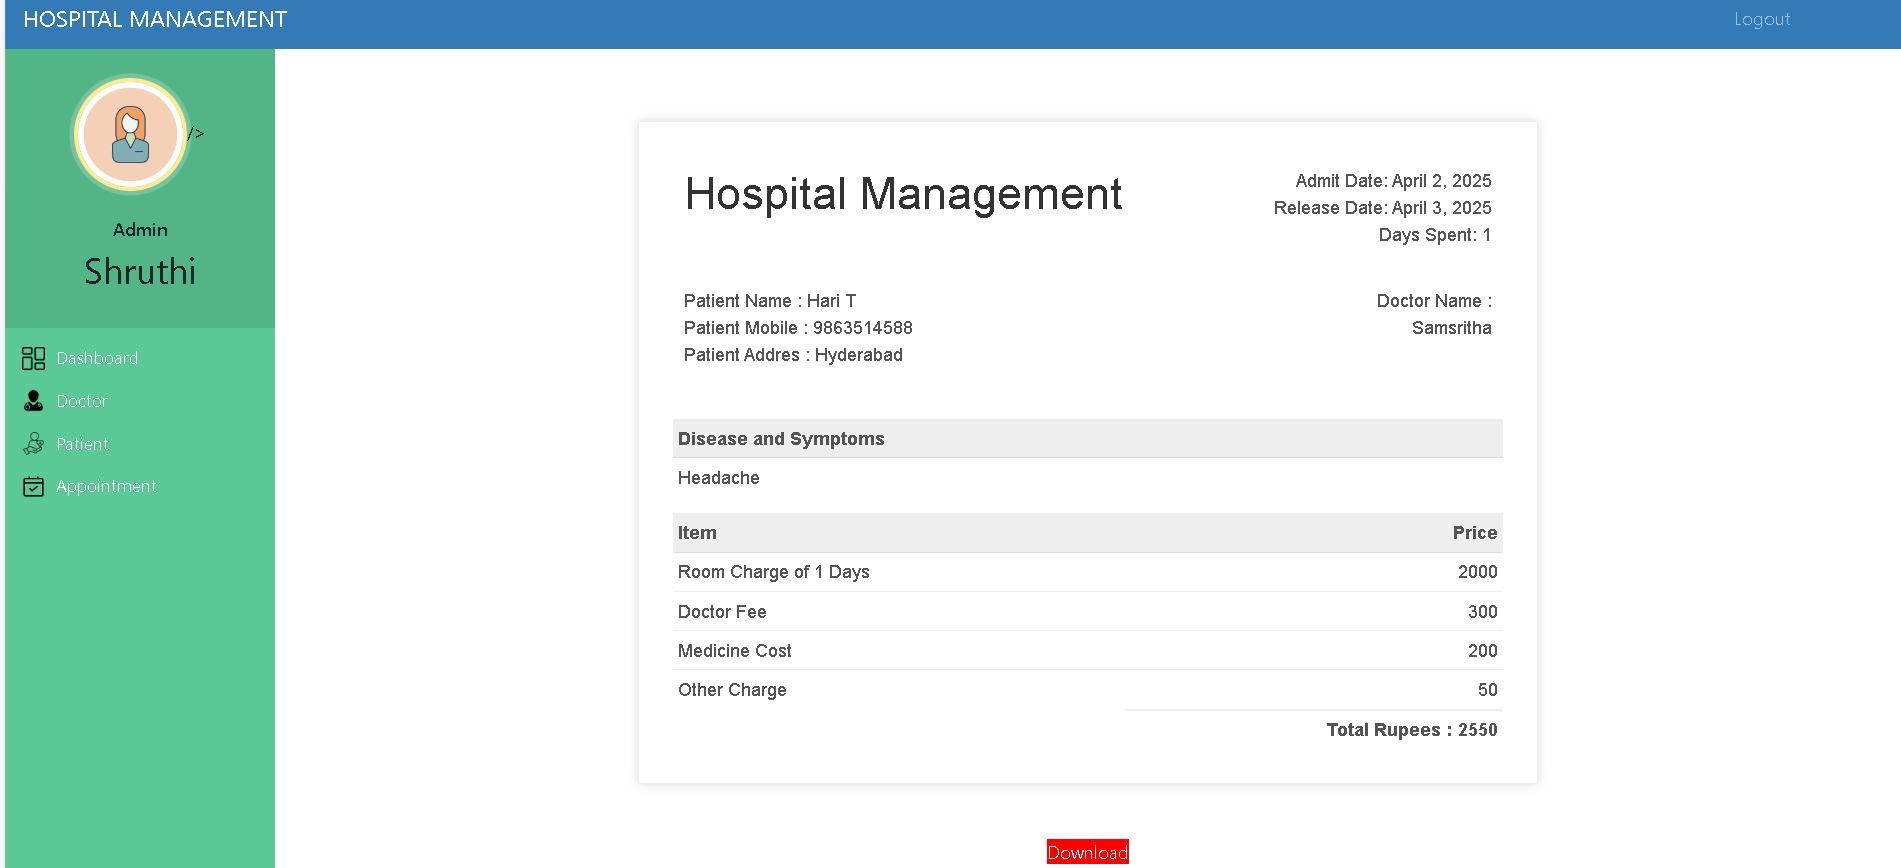 HOSPITAL MANAGEMENT
Logout
/>
Admin
Shruthi
Dashboard
Doctor
Patient
Appointment
Hospital Management
Admit Date: April 2, 2025
Release Date: April 3, 2025
Days Spent: 1
Patient Name : Hari T
Patient Mobile : 9863514588
Patient Addres : Hyderabad
Doctor Name :
Samsritha
Disease and Symptoms
Headache
Item Price
Room Charge of 1 Days 2000
Doctor Fee 300
Medicine Cost 200
Other Charge 50
Total Rupees : 2550
Download